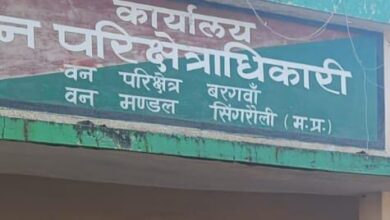 कार्यालय
न परिक्षेत्राधिकारी
वन परिक्षेत्र बरगवाँ
वन मण्डल सिंगरौली (म.प्र.)